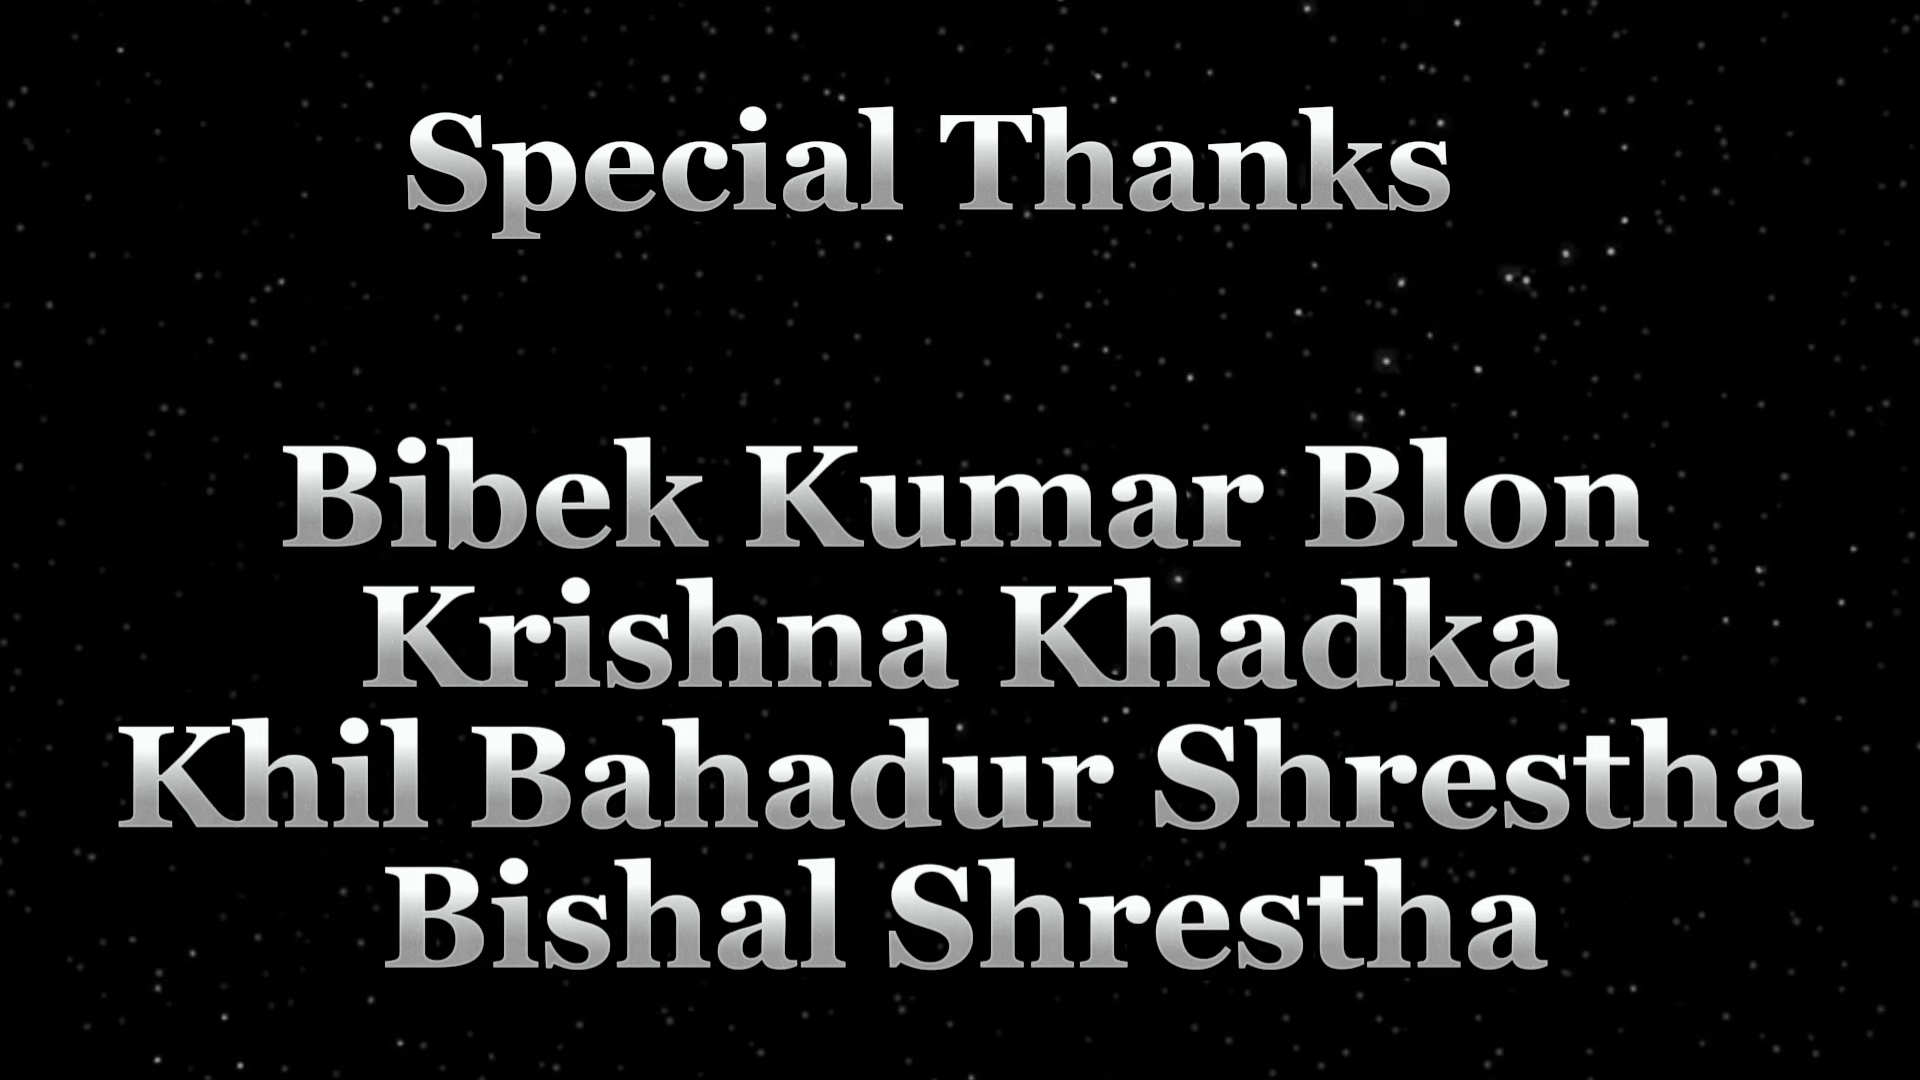 Special Thanks
Bibek Kumar Blon
Krishna Khadka
Khil Bahadur Shrestha
Bishal Shrestha